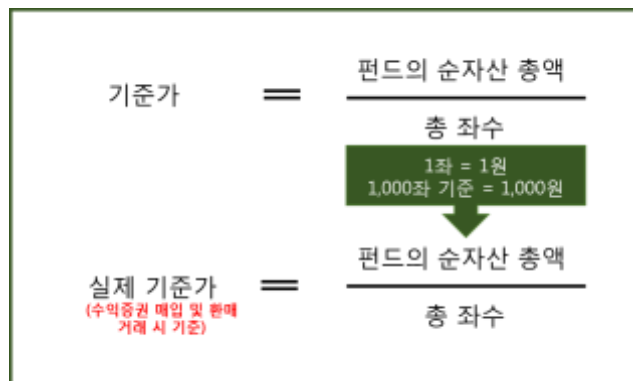 펀드의 순자산 총액
기준가 =
총 좌수
1좌 = 1원
1,000좌 기준 = 1,000원
펀드의 순자산 총액
실제 기준가 =
(수익증권 매입 및 환매
거래 시 기준)
총 좌수